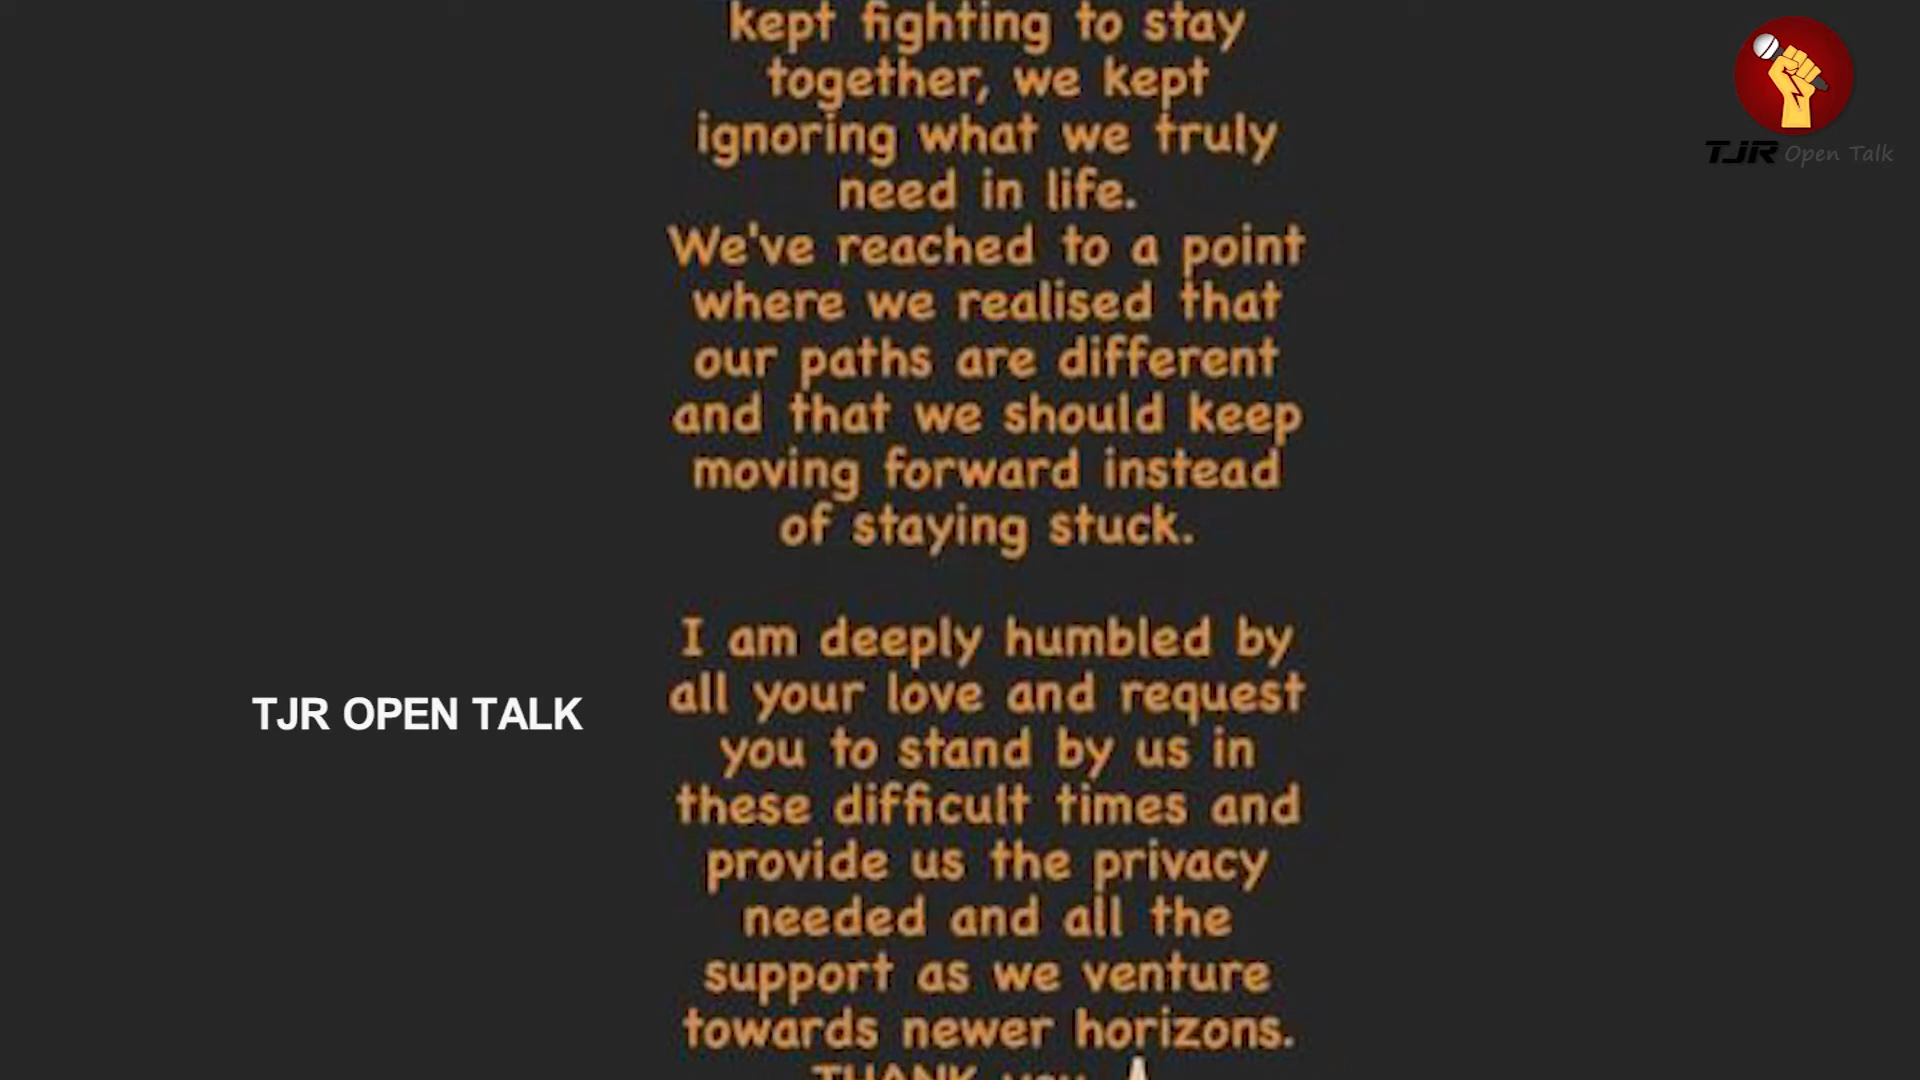 kept fighting to stay
together, we kept
ignoring what we truly
need in life.
We've reached to a point
where we realised that
our paths are different
and that we should keep
moving forward instead
of staying stuck.
I am deeply humbled by
all your love and request
you to stand by us in
these difficult times and
provide us the privacy
needed and all the
support as we venture
towards newer horizons.
THANK you
TJR OPEN TALK
TJR Open Talk